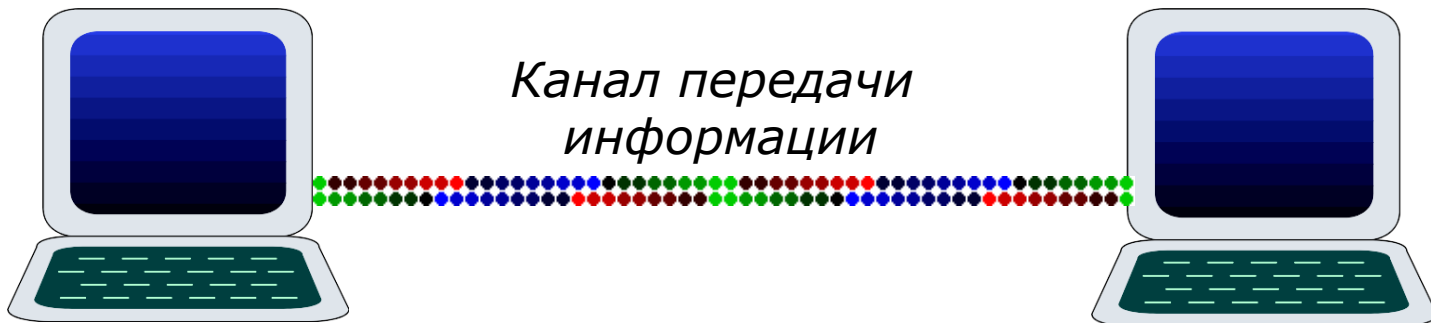 Канал передачи
информации